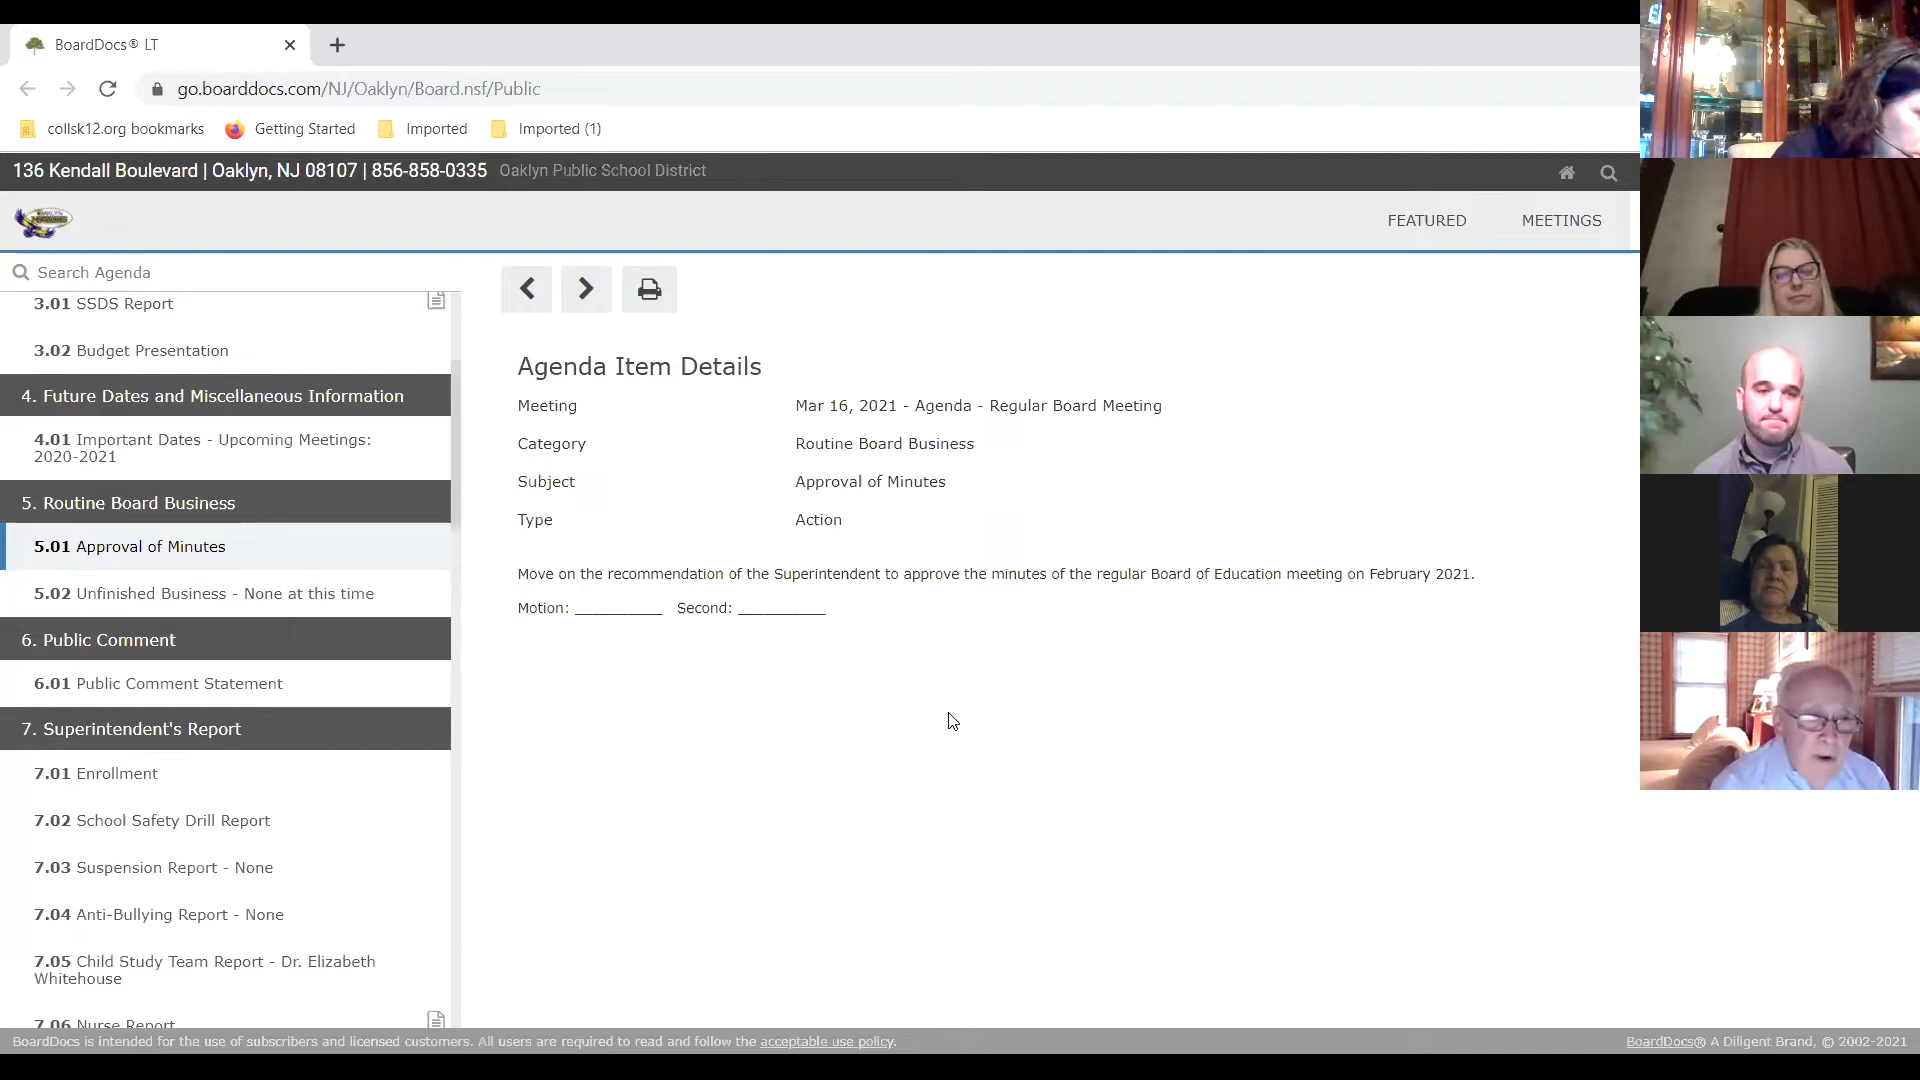 BoardDocs® LT
go.boarddocs.com/NJ/Oaklyn/Board.nsf/Public
collsk12.org bookmarks Getting Started Imported Imported (1)
136 Kendall Boulevard | Oaklyn, NJ 08107 | 856-858-0335 Oaklyn Public School District
FEATURED MEETINGS
Search Agenda
3.01 SSDS Report
3.02 Budget Presentation
4. Future Dates and Miscellaneous Information
4.01 Important Dates - Upcoming Meetings:
2020-2021
5. Routine Board Business
5.01 Approval of Minutes
5.02 Unfinished Business - None at this time
6. Public Comment
6.01 Public Comment Statement
7. Superintendent's Report
7.01 Enrollment
7.02 School Safety Drill Report
7.03 Suspension Report - None
7.04 Anti-Bullying Report - None
7.05 Child Study Team Report - Dr. Elizabeth
Whitehouse
7.06 Nurse Report
Agenda Item Details
Meeting Mar 16, 2021 - Agenda - Regular Board Meeting
Category Routine Board Business
Subject Approval of Minutes
Type Action
Move on the recommendation of the Superintendent to approve the minutes of the regular Board of Education meeting on February 2021.
Motion: __________ Second: __________
BoardDocs is intended for the use of subscribers and licensed customers. All users are required to read and follow the acceptable use policy.
BoardDocs® A Diligent Brand, © 2002-2021